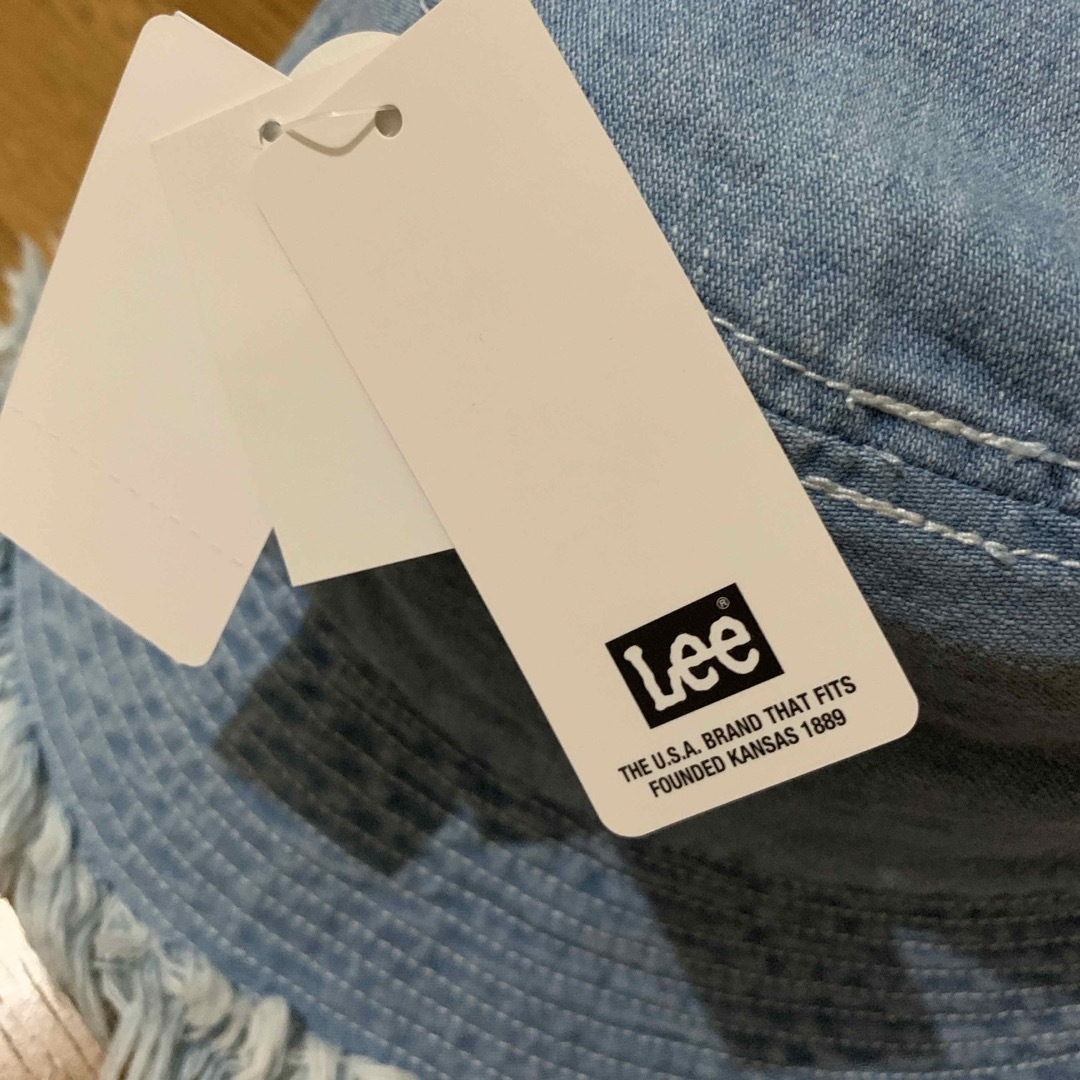 Lee®
THE U.S.A. BRAND THAT FITS
FOUNDED KANSAS 1889